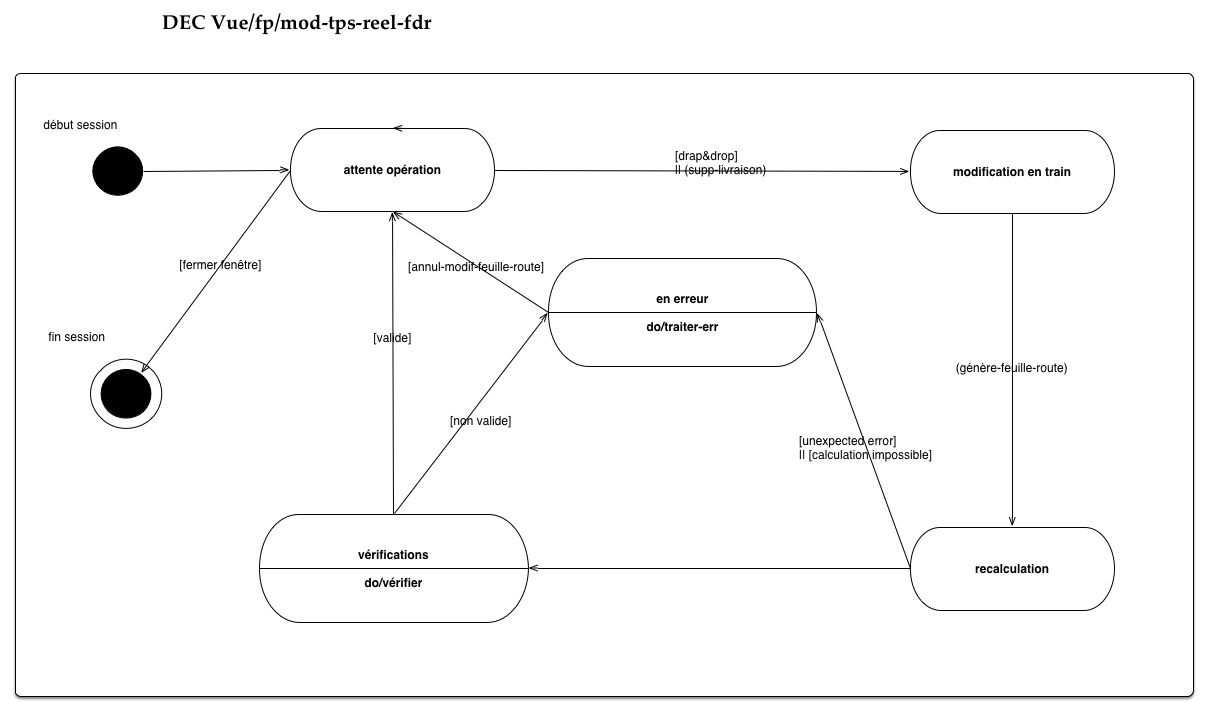 DEC Vue/fp/mod-tps-reel-fdr
début session
attente opération
[drap&drop]
II (supp-livraison)
modification en train
[fermer fenêtre]
[annul-modif-feuille-route]
en erreur
do/traiter-err
fin session
[valide]
(génère-feuille-route)
[non valide]
[unexpected error]
II [calculation impossible]
vérifications
do/vérifier
recalculation